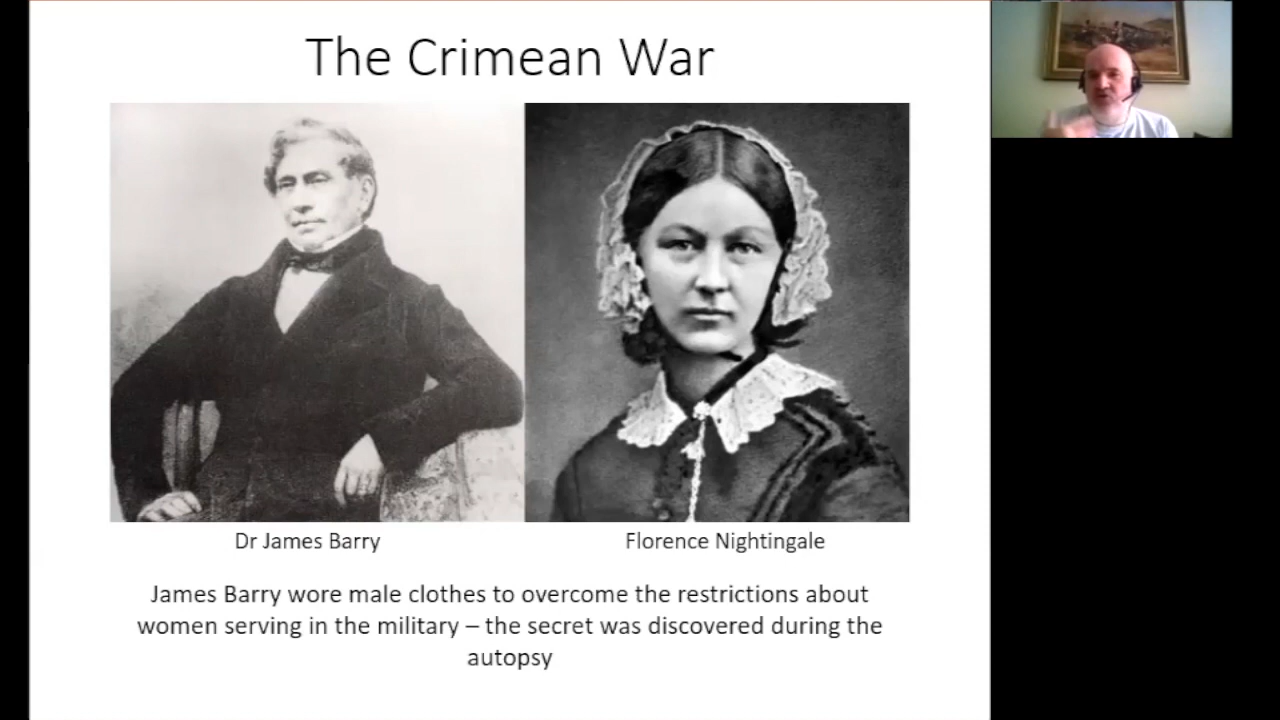 The Crimean War
Dr James Barry
Florence Nightingale
James Barry wore male clothes to overcome the restrictions about
women serving in the military – the secret was discovered during the
autopsy